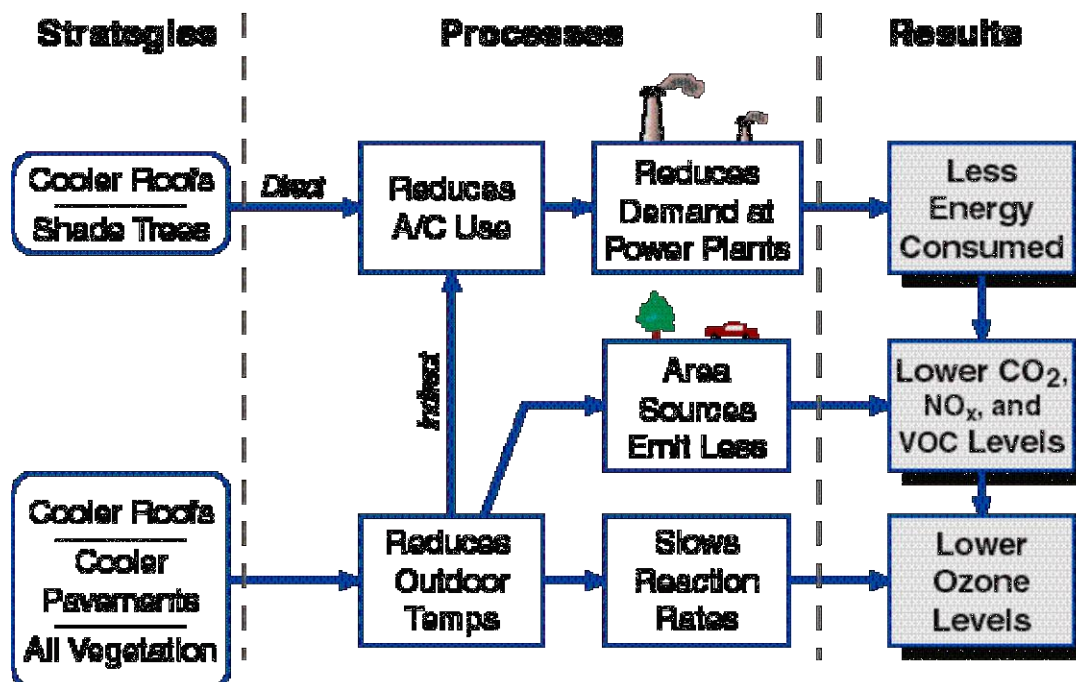 Strategies
Processes
Results
Cooler Roofs
Shade Trees
Direct
Reduces
A/C Use
Reduces
Demand at
Power Plants
Less
Energy
Consumed
Indirect
Area
Sources
Emit Less
Lower CO₂,
NOₓ, and
VOC Levels
Cooler Roofs
Cooler
Pavements
All Vegetation
Reduces
Outdoor
Temps
Slows
Reaction
Rates
Lower
Ozone
Levels